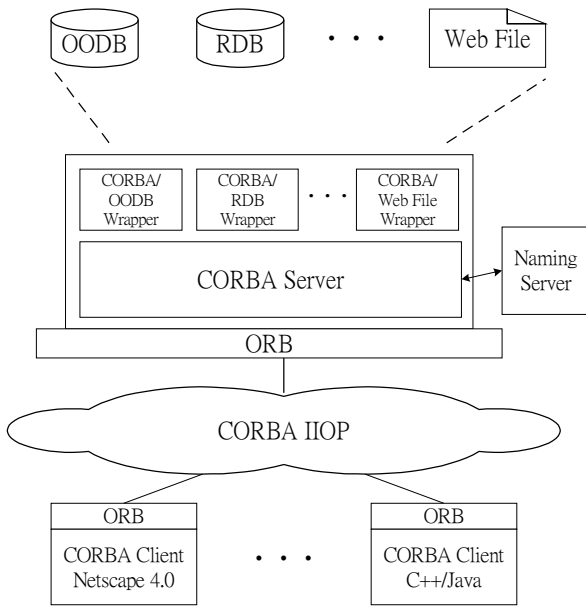 OODB
RDB
. . .
Web File
CORBA/
OODB
Wrapper
CORBA/
RDB
Wrapper
. . .
CORBA/
Web File
Wrapper
CORBA Server
Naming
Server
ORB
CORBA IIOP
ORB
CORBA Client
Netscape 4.0
. . .
ORB
CORBA Client
C++/Java